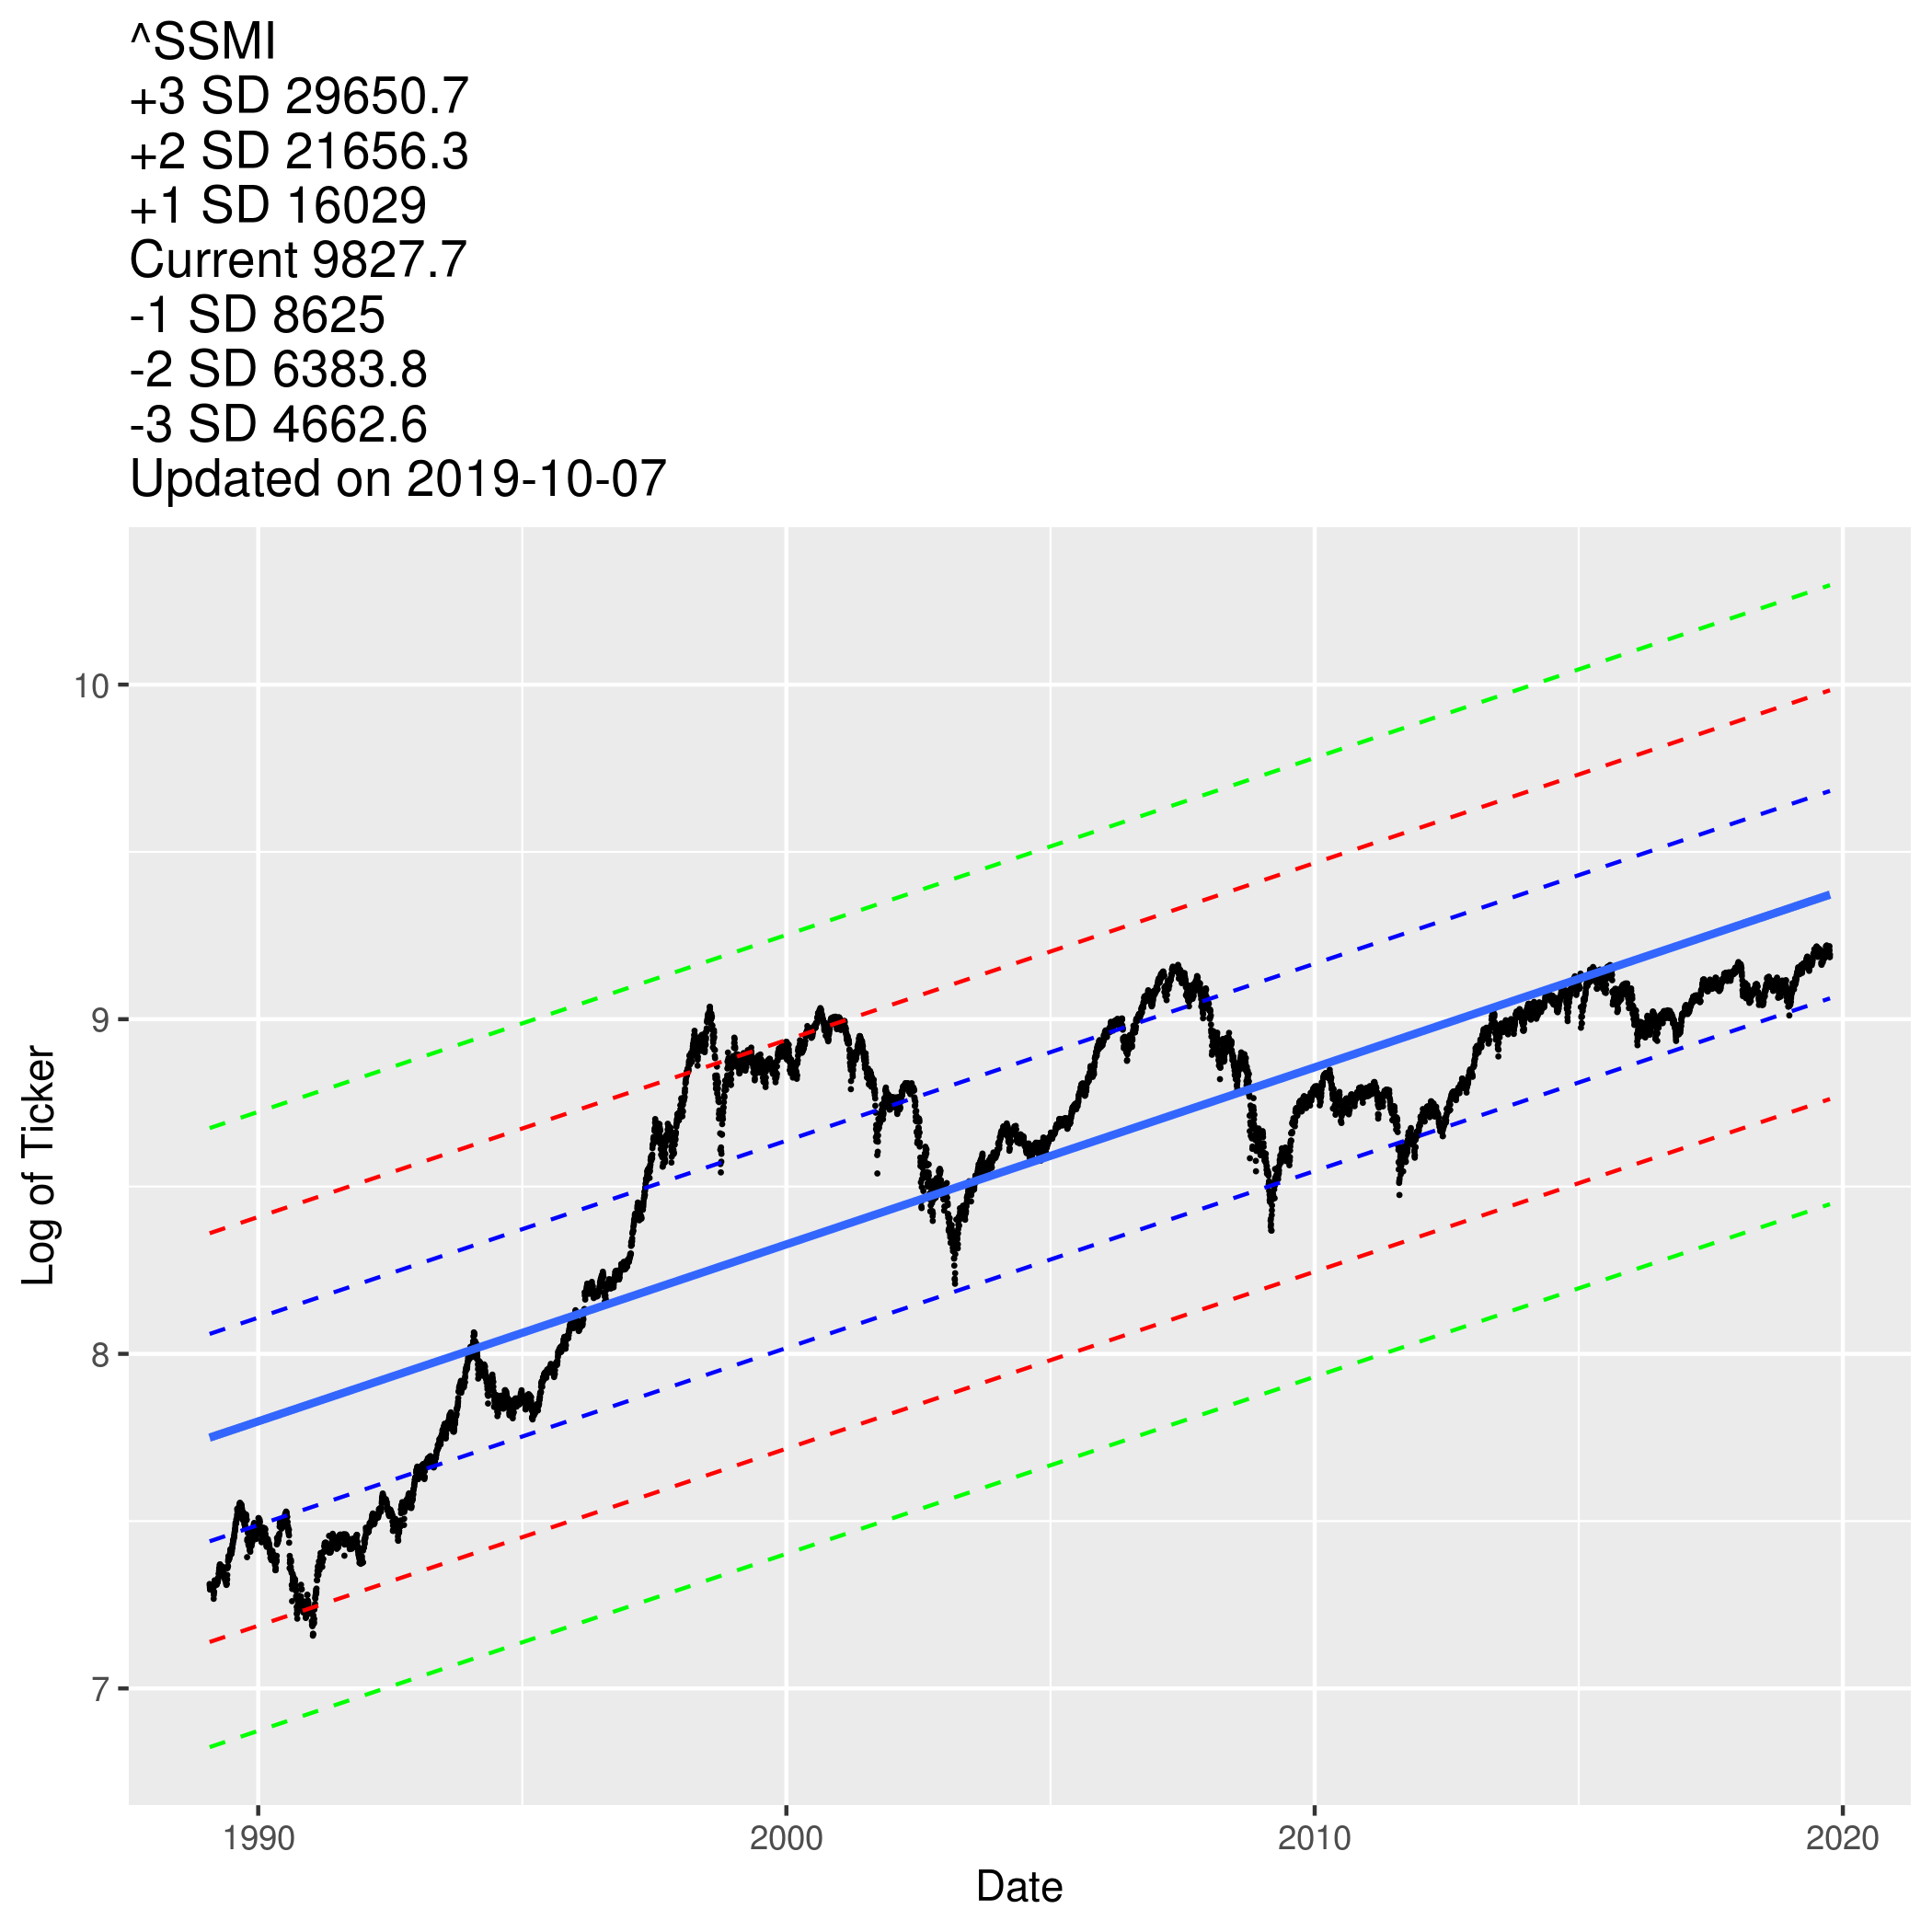 ^SSMI
+3 SD 29650.7
+2 SD 21656.3
+1 SD 16029
Current 9827.7
-1 SD 8625
-2 SD 6383.8
-3 SD 4662.6
Updated on 2019-10-07
10
9
8
7
Log of Ticker
1990 2000 2010 2020
Date